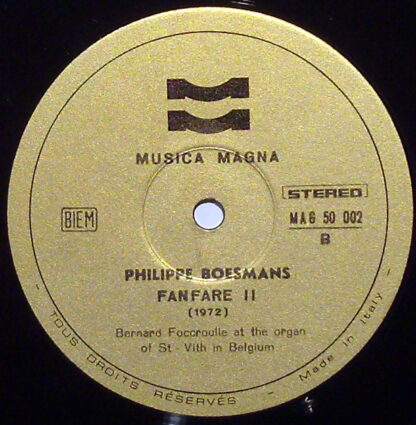 MUSICA MAGNA
BIEM
STEREO
MAG 50 002
B
PHILIPPE BOESMANS
FANFARE II
(1972)
Bernard Foccroulle at the organ
of St - Vith in Belgium
- TOUS DROITS RÉSERVÉS - Made in Italy -